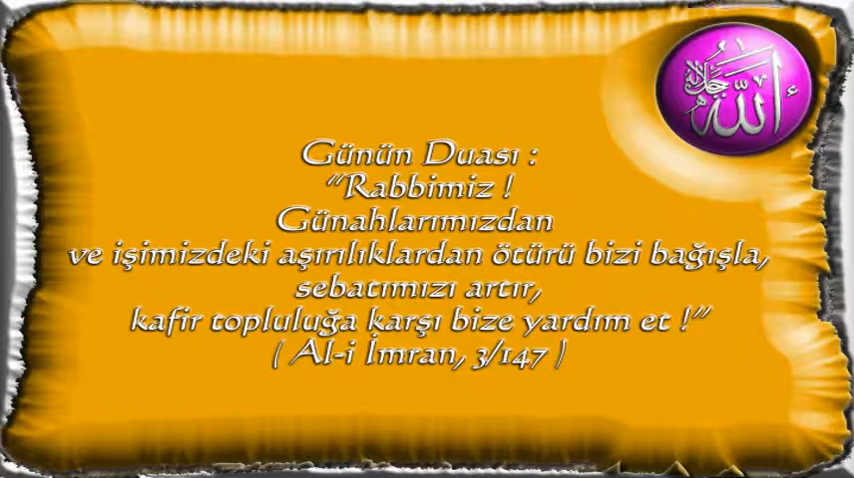 الله جل جلاله
Günün Duası :
"Rabbimiz !
Günahlarımızdan
ve işimizdeki aşırılıklardan ötürü bizi bağışla,
sebatımızı artır,
kafir topluluğa karşı bize yardım et !"
( Al-i İmran, 3/147 )